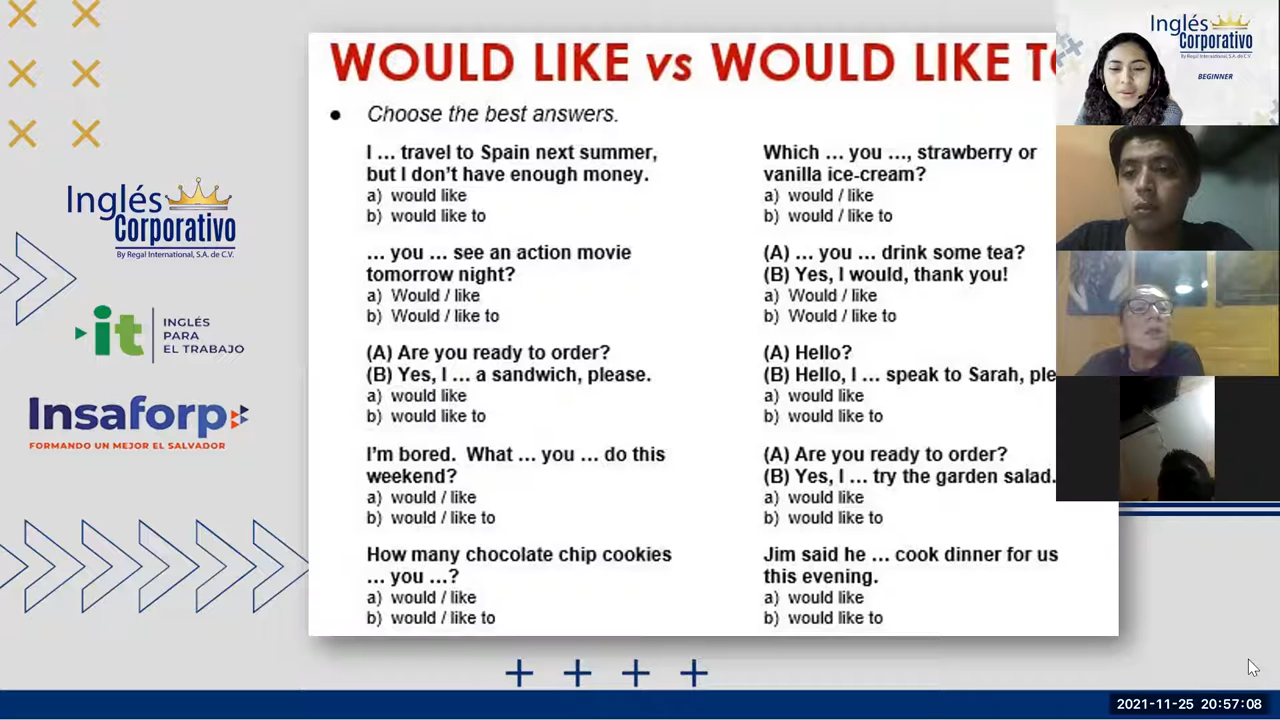 WOULD LIKE vs WOULD LIKE TO
● Choose the best answers.
I ... travel to Spain next summer,
but I don't have enough money.
a) would like
b) would like to
... you ... see an action movie
tomorrow night?
a) Would / like
b) Would / like to
(A) Are you ready to order?
(B) Yes, I ... a sandwich, please.
a) would like
b) would like to
I'm bored. What ... you ... do this
weekend?
a) would / like
b) would / like to
How many chocolate chip cookies
... you ...?
a) would / like
b) would / like to
Which ... you ..., strawberry or
vanilla ice-cream?
a) would / like
b) would / like to
(A) ... you ... drink some tea?
(B) Yes, I would, thank you!
a) Would / like
b) Would / like to
(A) Hello?
(B) Hello, I ... speak to Sarah, ple
a) would like
b) would like to
(A) Are you ready to order?
(B) Yes, I ... try the garden salad.
a) would like
b) would like to
Jim said he ... cook dinner for us
this evening.
a) would like
b) would like to
Inglés
Corporativo
By Regal International, S.A. de C.V.
it
INGLÉS
PARA
EL TRABAJO
Insaforp
FORMANDO UN MEJOR EL SALVADOR
Inglés
Corporativo
By Regal International, S.A. de C.V.
BEGINNER
2021-11-25 20:57:08